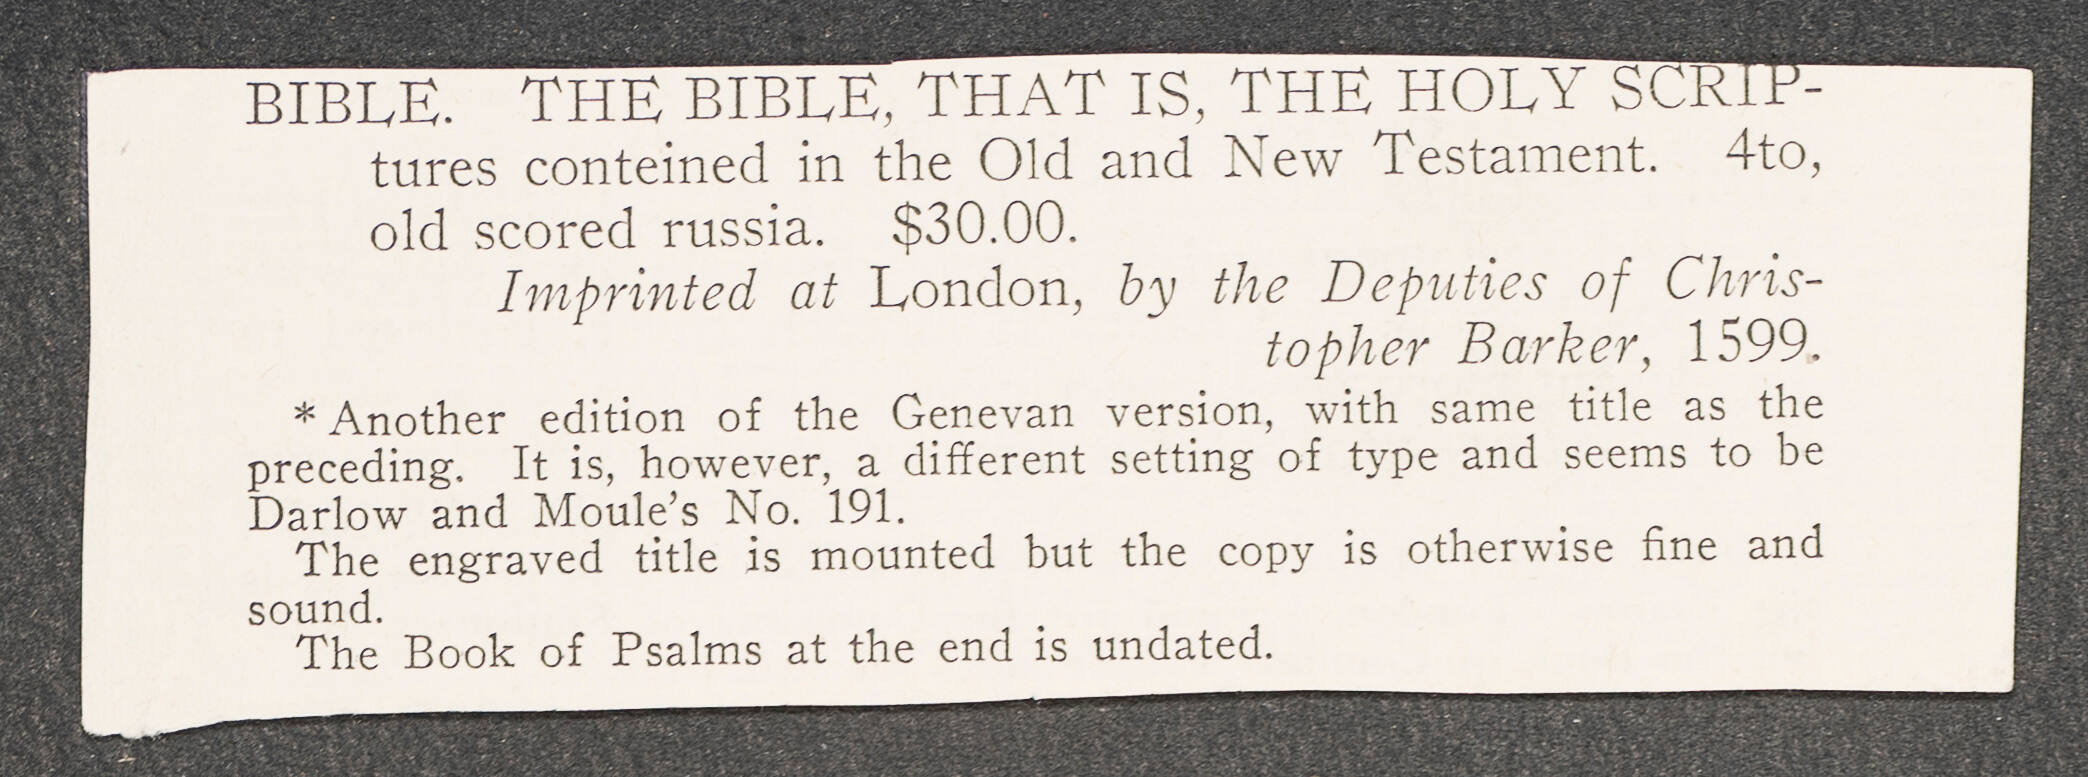 BIBLE. THE BIBLE, THAT IS, THE HOLY SCRIP-
tures conteined in the Old and New Testament. 4to,
old scored russia. $30.00.
Imprinted at London, by the Deputies of Chris-
topher Barker, 1599.
* Another edition of the Genevan version, with same title as the
preceding. It is, however, a different setting of type and seems to be
Darlow and Moule's No. 191.
The engraved title is mounted but the copy is otherwise fine and
sound.
The Book of Psalms at the end is undated.